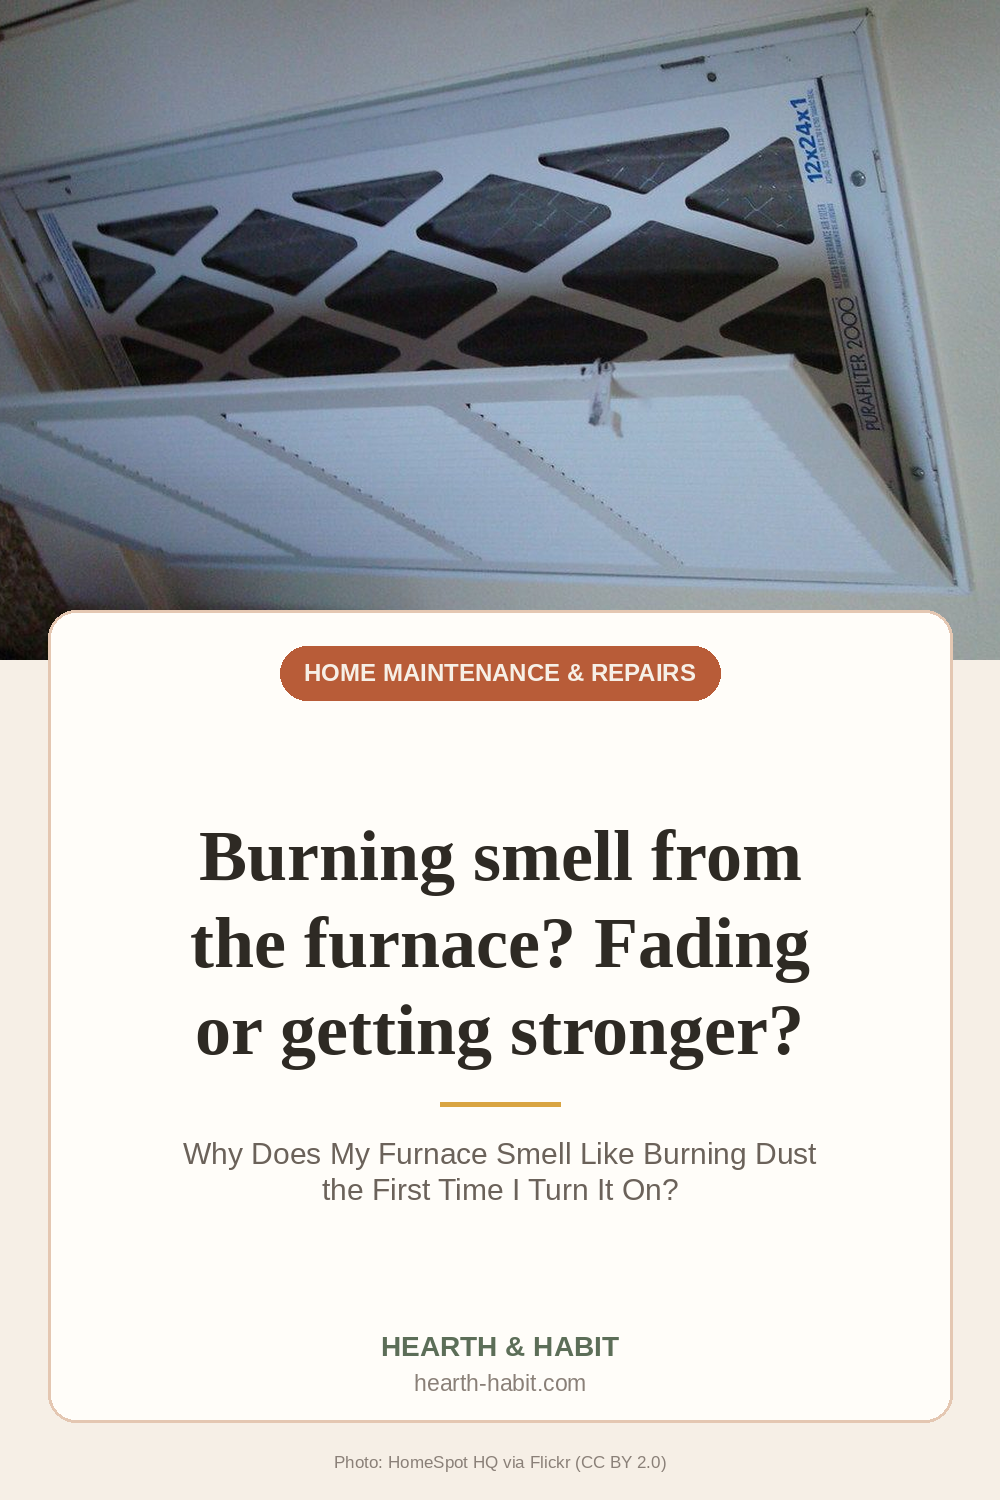 12x24x1
PURAFILTER 2000
HOME MAINTENANCE & REPAIRS
Burning smell from
the furnace? Fading
or getting stronger?
Why Does My Furnace Smell Like Burning Dust
the First Time I Turn It On?
HEARTH & HABIT
hearth-habit.com
Photo: HomeSpot HQ via Flickr (CC BY 2.0)